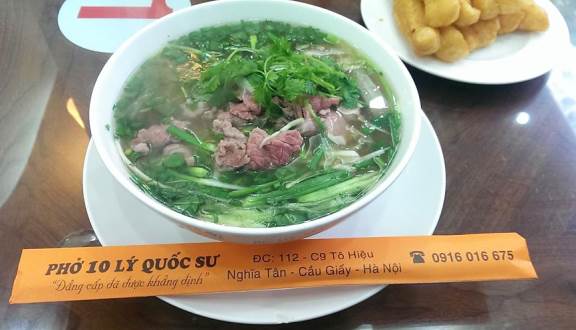 1
PHỞ 10 LÝ QUỐC SƯ
"Đẳng cấp đã được khẳng định"
ĐC: 112 - C9 Tô Hiệu
Nghĩa Tân - Cầu Giấy - Hà Nội
☎ 0916 016 675